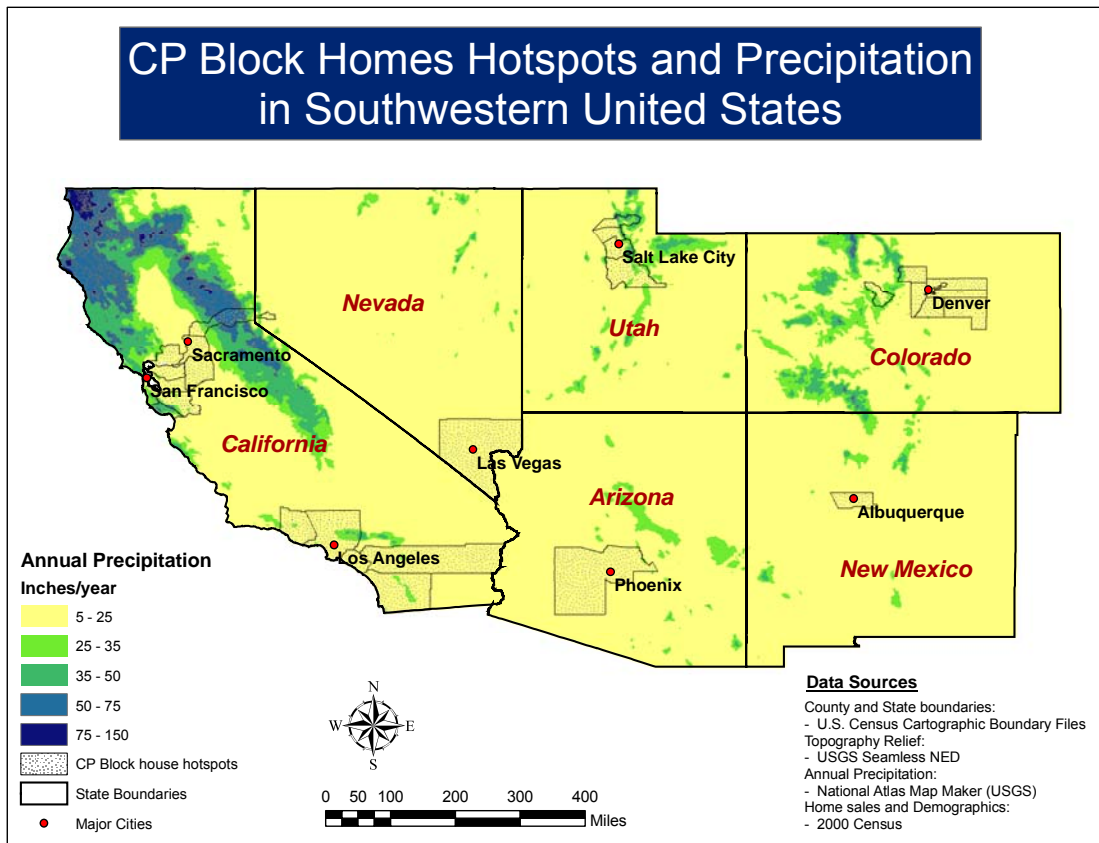 CP Block Homes Hotspots and Precipitation
in Southwestern United States
Nevada
Utah
Salt Lake City
Denver
Colorado
Sacramento
San Francisco
California
Las Vegas
Arizona
Albuquerque
Los Angeles
Phoenix
New Mexico
Annual Precipitation
Inches/year
5 - 25
25 - 35
35 - 50
50 - 75
75 - 150
CP Block house hotspots
State Boundaries
Major Cities
N
W E
S
0 50 100 200 300 400
Miles
Data Sources
County and State boundaries:
- U.S. Census Cartographic Boundary Files
Topography Relief:
- USGS Seamless NED
Annual Precipitation:
- National Atlas Map Maker (USGS)
Home sales and Demographics:
- 2000 Census